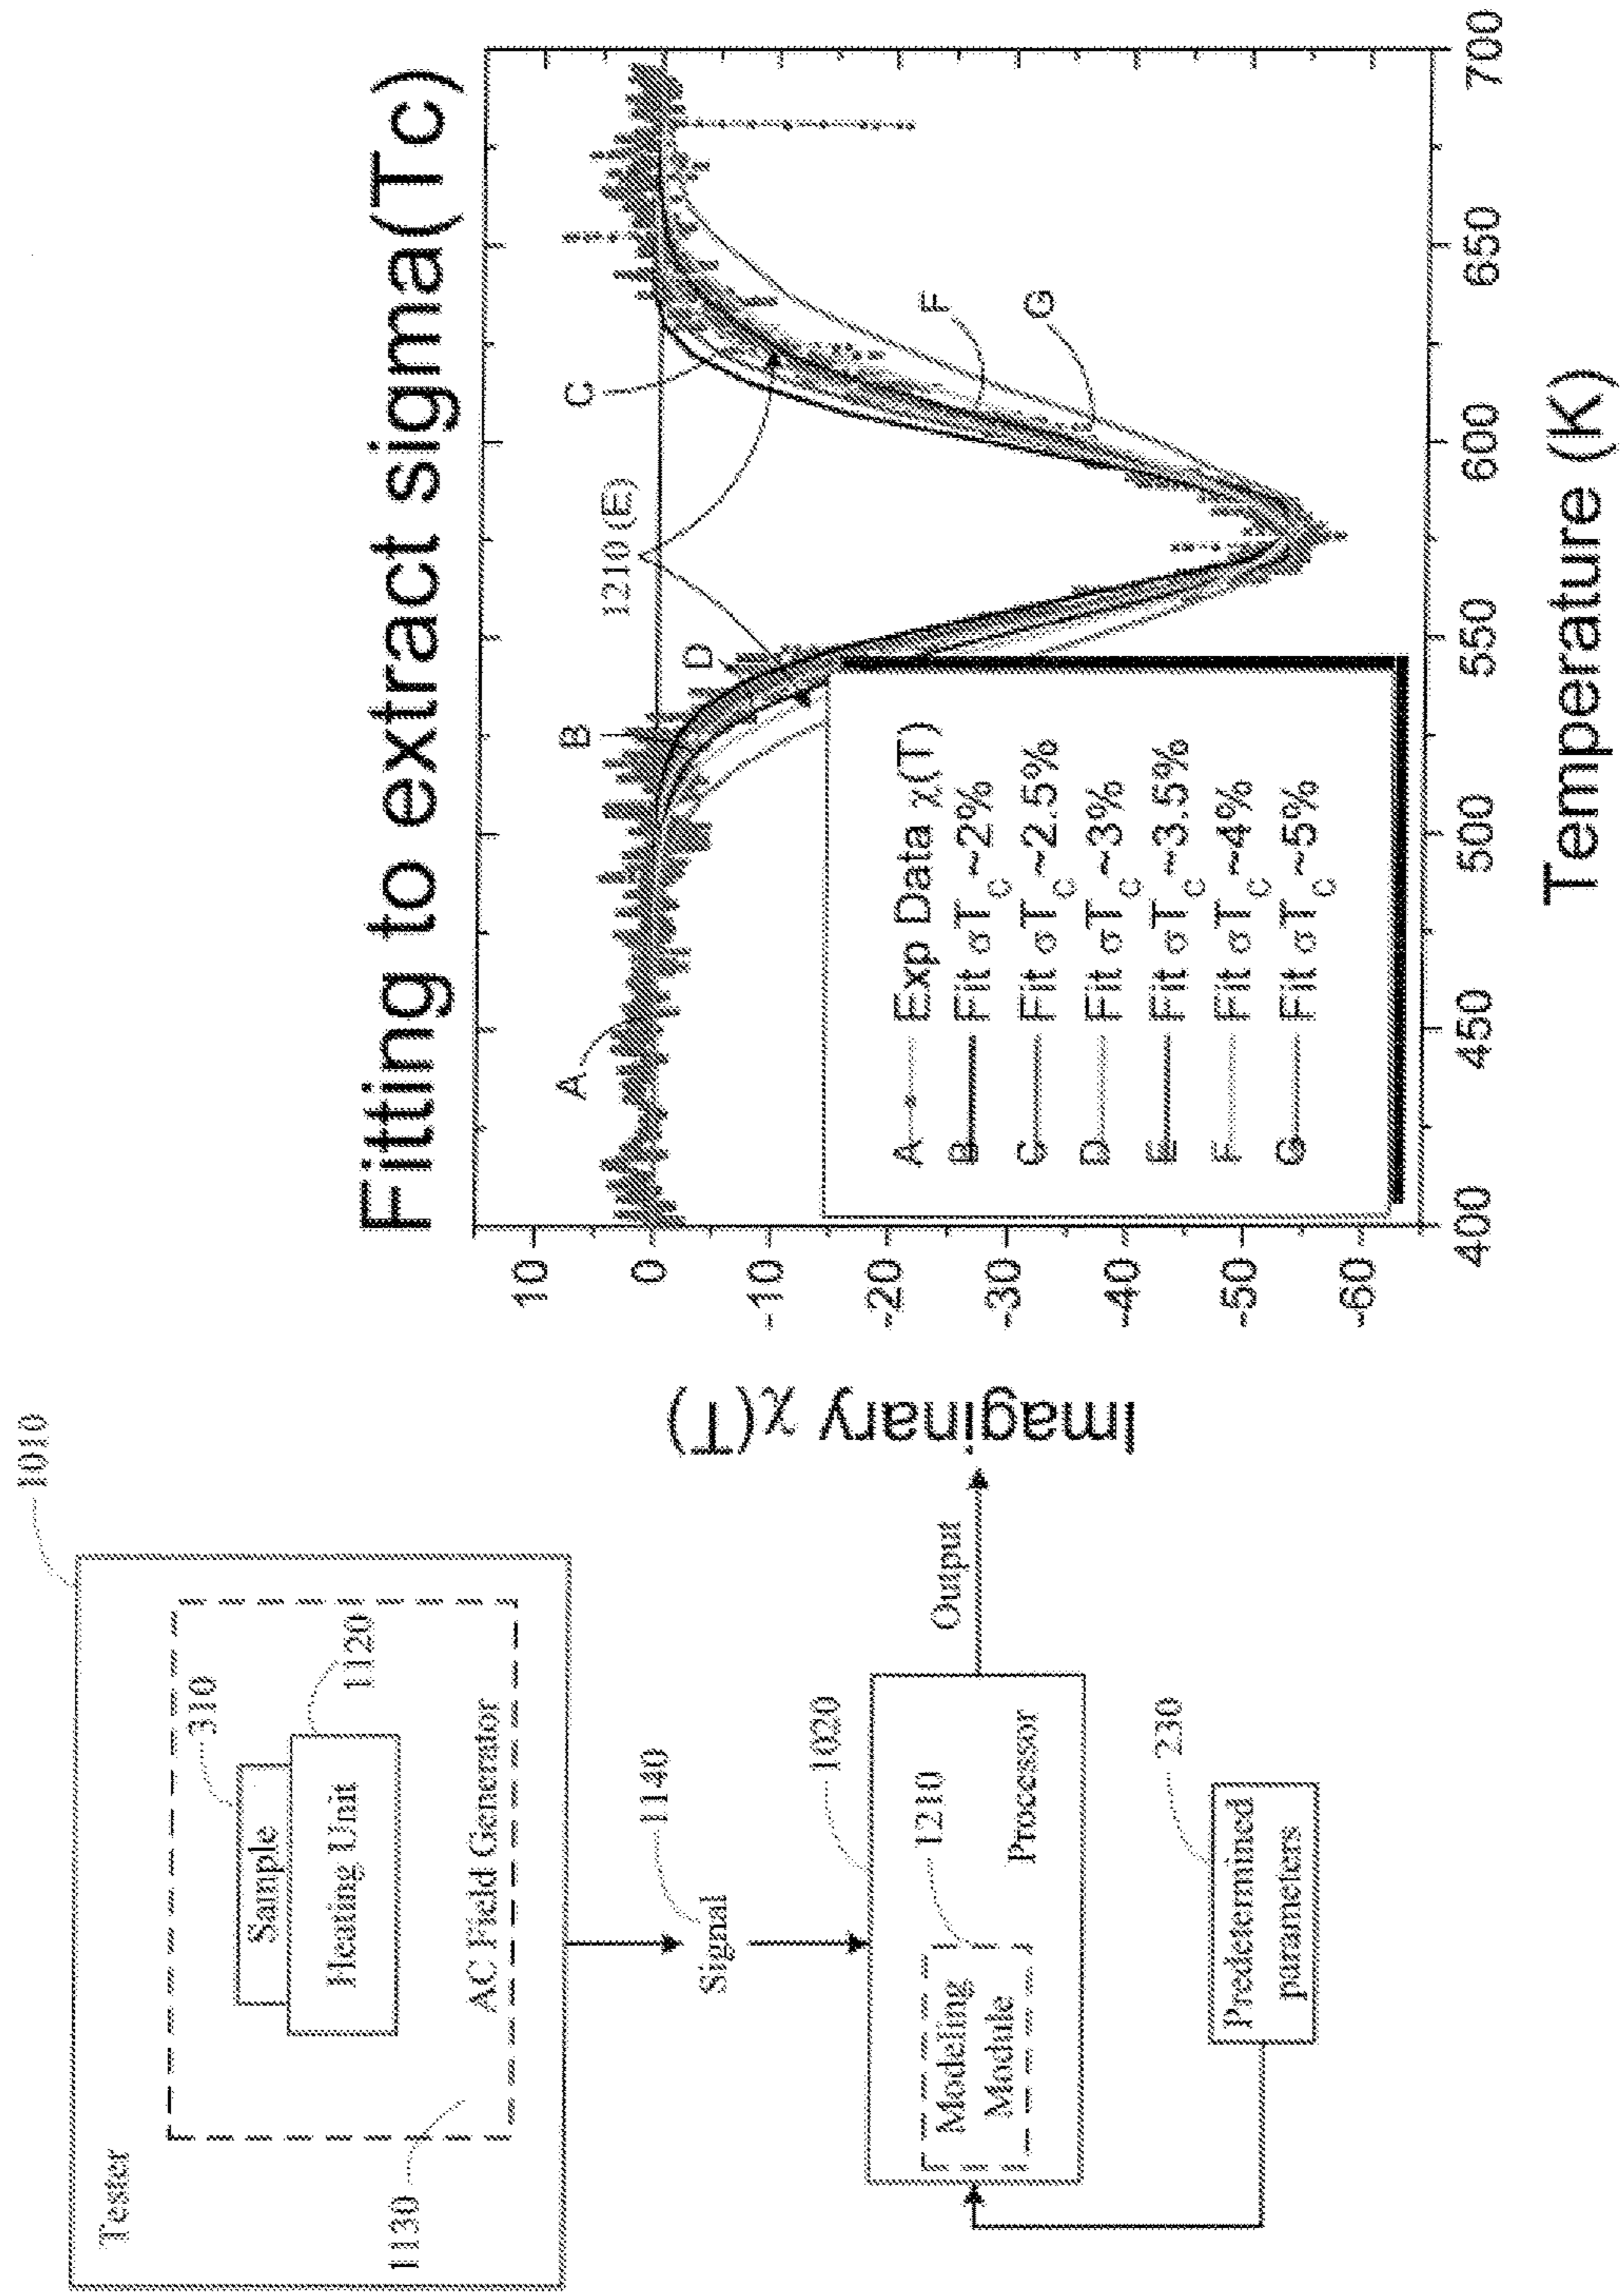 Tester
1010
310
Sample
1120
Heating Unit
AC Field Generator
1130
1140
Signal
1020
1210
Modeling
Module
Processor
Output
230
Predetermined
parameters
Fitting to extract sigma(Tc)
Imaginary χ(T)
10
0
-10
-20
-30
-40
-50
-60
A
B
D
1210 (E)
C
F
G
A Exp Data χ(T)
B Fit σT_C ~2%
C Fit σT_C ~2.5%
D Fit σT_C ~3%
E Fit σT_C ~3.5%
F Fit σT_C ~4%
G Fit σT_C ~5%
400 450 500 550 600 650 700
Temperature (K)